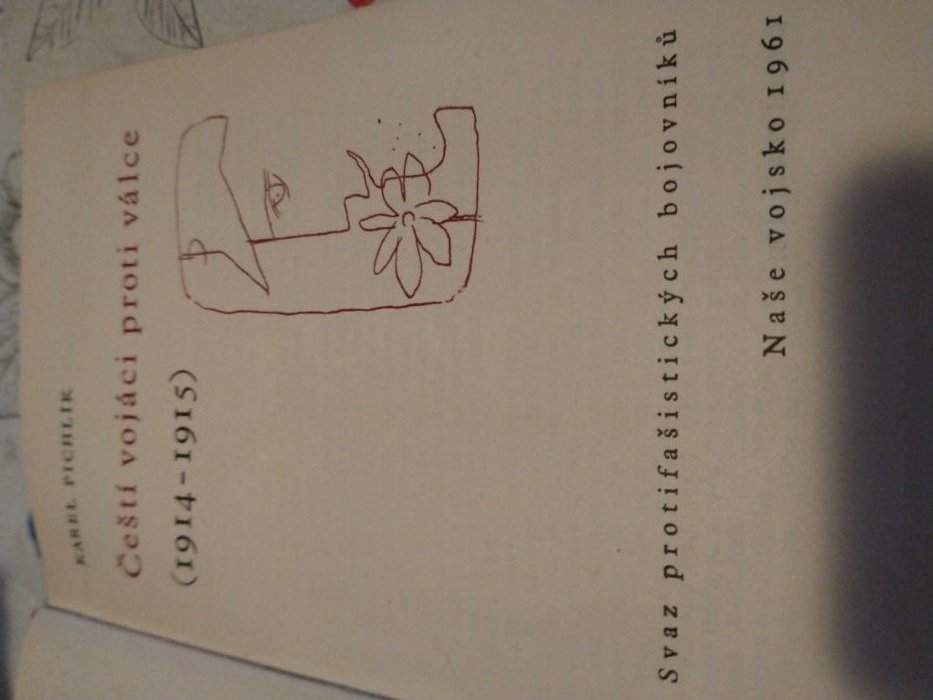 KAREL PICHLÍK
Čeští vojáci proti válce
(1914–1915)
Svaz protifašistických bojovníků
Naše vojsko 1961